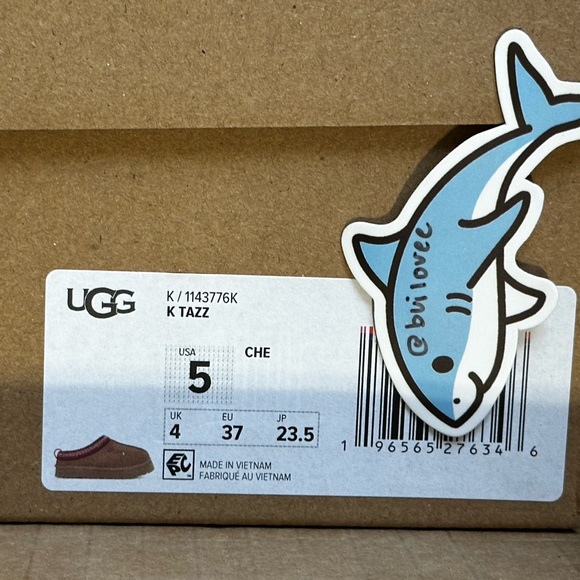 UGG
K / 1143776K
K TAZZ
USA
5
CHE
UK EU JP
4 37 23.5
MADE IN VIETNAM
FABRIQUÉ AU VIETNAM
1 96565 27634 6
@builovee